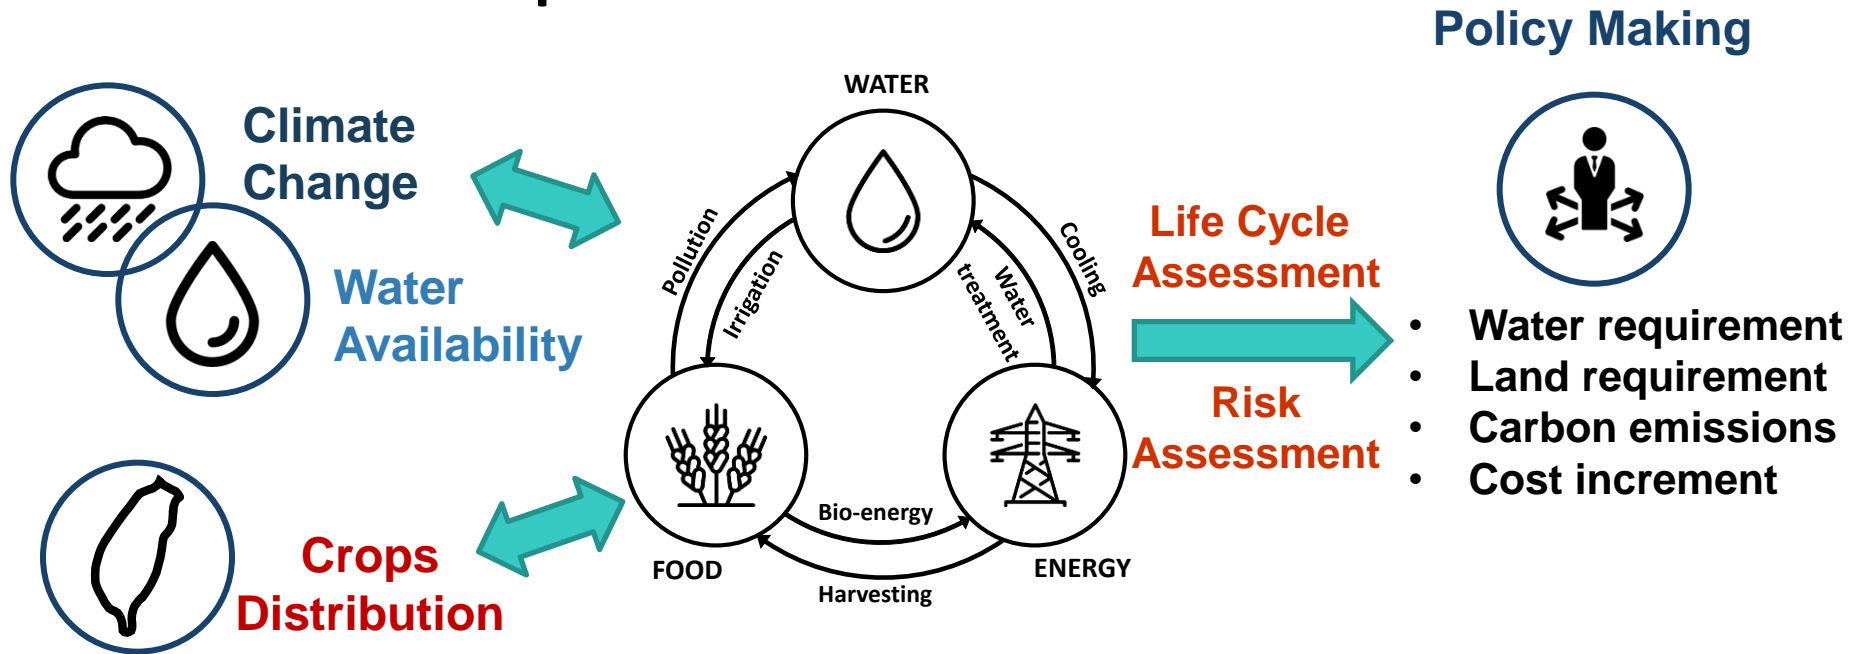 Policy Making
WATER
Climate
Change
Water
Availability
Pollution
Irrigation
Cooling
Water
treatment
Life Cycle
Assessment
Risk
Assessment
• Water requirement
• Land requirement
• Carbon emissions
• Cost increment
Crops
Distribution
Bio-energy
FOOD
ENERGY
Harvesting